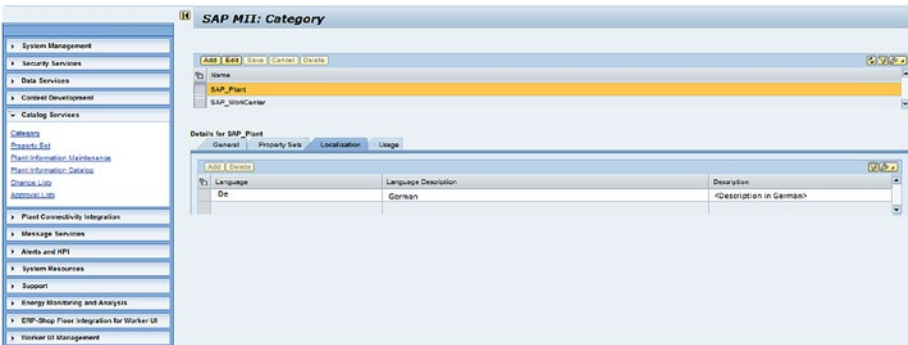 SAP MII: Category
System Management
Security Services
Data Services
Content Development
Catalog Services
Category
Property Set
Plant Information Maintenance
Plant Information Catalog
Change Lists
Approval Lists
Plant Connectivity Integration
Message Services
Alerts and KPI
System Resources
Support
Energy Monitoring and Analysis
ERP-Shop Floor Integration for Worker UI
Worker UI Management
Add Edit Save Cancel Delete
Name
SAP_Plant
SAP_WorkCenter
Details for SAP_Plant
General Property Sets Localization Usage
Add Delete
Language Language Description Description
De German <Description in German>